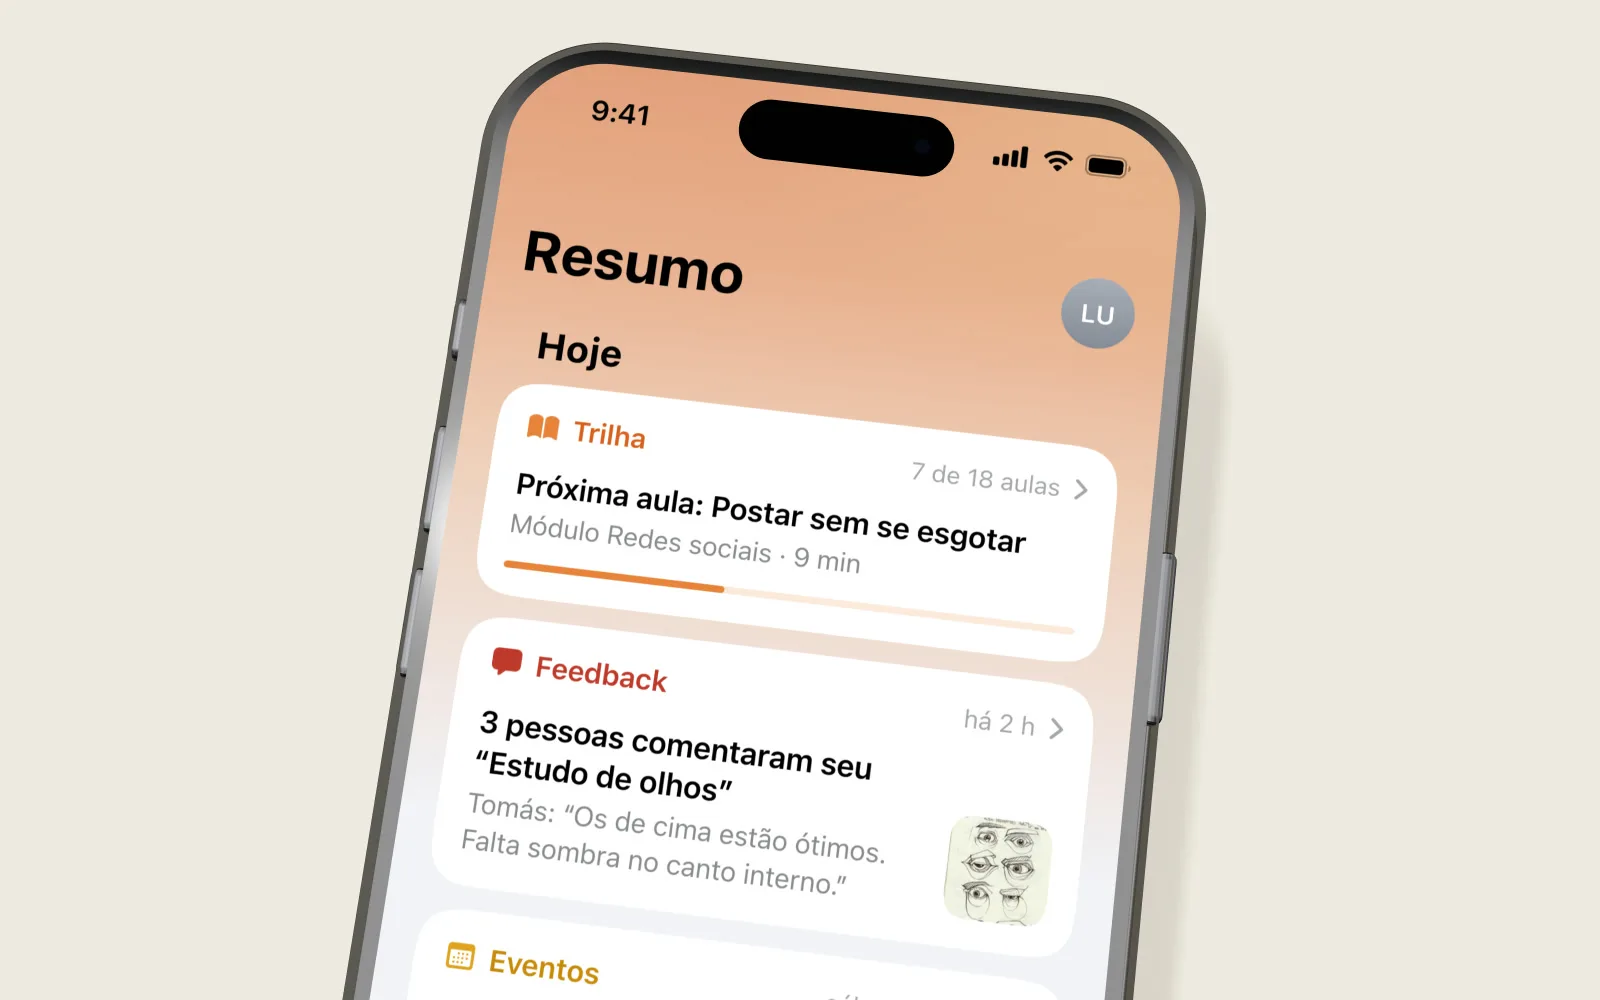 9:41
Resumo
LU
Hoje
Trilha
7 de 18 aulas
Próxima aula: Postar sem se esgotar
Módulo Redes sociais · 9 min
Feedback
há 2 h
3 pessoas comentaram seu
“Estudo de olhos”
Tomás: “Os de cima estão ótimos.
Falta sombra no canto interno.”
Eventos